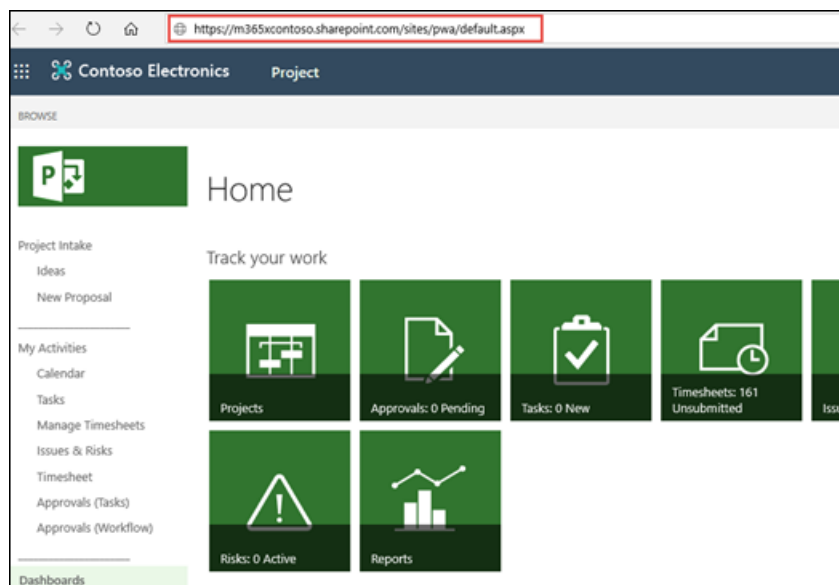 https://m365xcontoso.sharepoint.com/sites/pwa/default.aspx
Contoso Electronics
Project
BROWSE
P
Home
Project Intake
Ideas
New Proposal
My Activities
Calendar
Tasks
Manage Timesheets
Issues & Risks
Timesheet
Approvals (Tasks)
Approvals (Workflow)
Dashboards
Track your work
Projects
Approvals: 0 Pending
Tasks: 0 New
Timesheets: 161
Unsubmitted
Risks: 0 Active
Reports